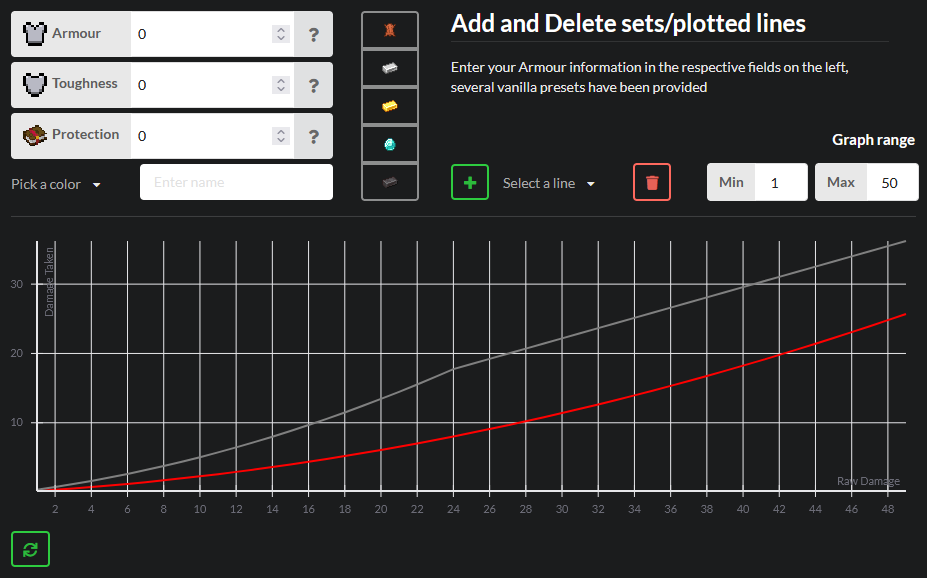 Add and Delete sets/plotted lines
Armour 0 ?
Enter your Armour information in the respective fields on the left,
several vanilla presets have been provided
Toughness 0 ?
Protection 0 ?
Graph range
Pick a color Enter name
Select a line
Min 1 Max 50
Damage Taken
30
20
10
Raw Damage
2 4 6 8 10 12 14 16 18 20 22 24 26 28 30 32 34 36 38 40 42 44 46 48